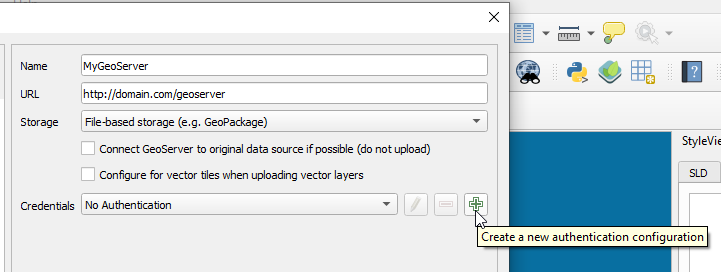 Name
MyGeoServer
URL
http://domain.com/geoserver
Storage
File-based storage (e.g. GeoPackage)
Connect GeoServer to original data source if possible (do not upload)
Configure for vector tiles when uploading vector layers
Credentials
No Authentication
Create a new authentication configuration
StyleVie
SLD